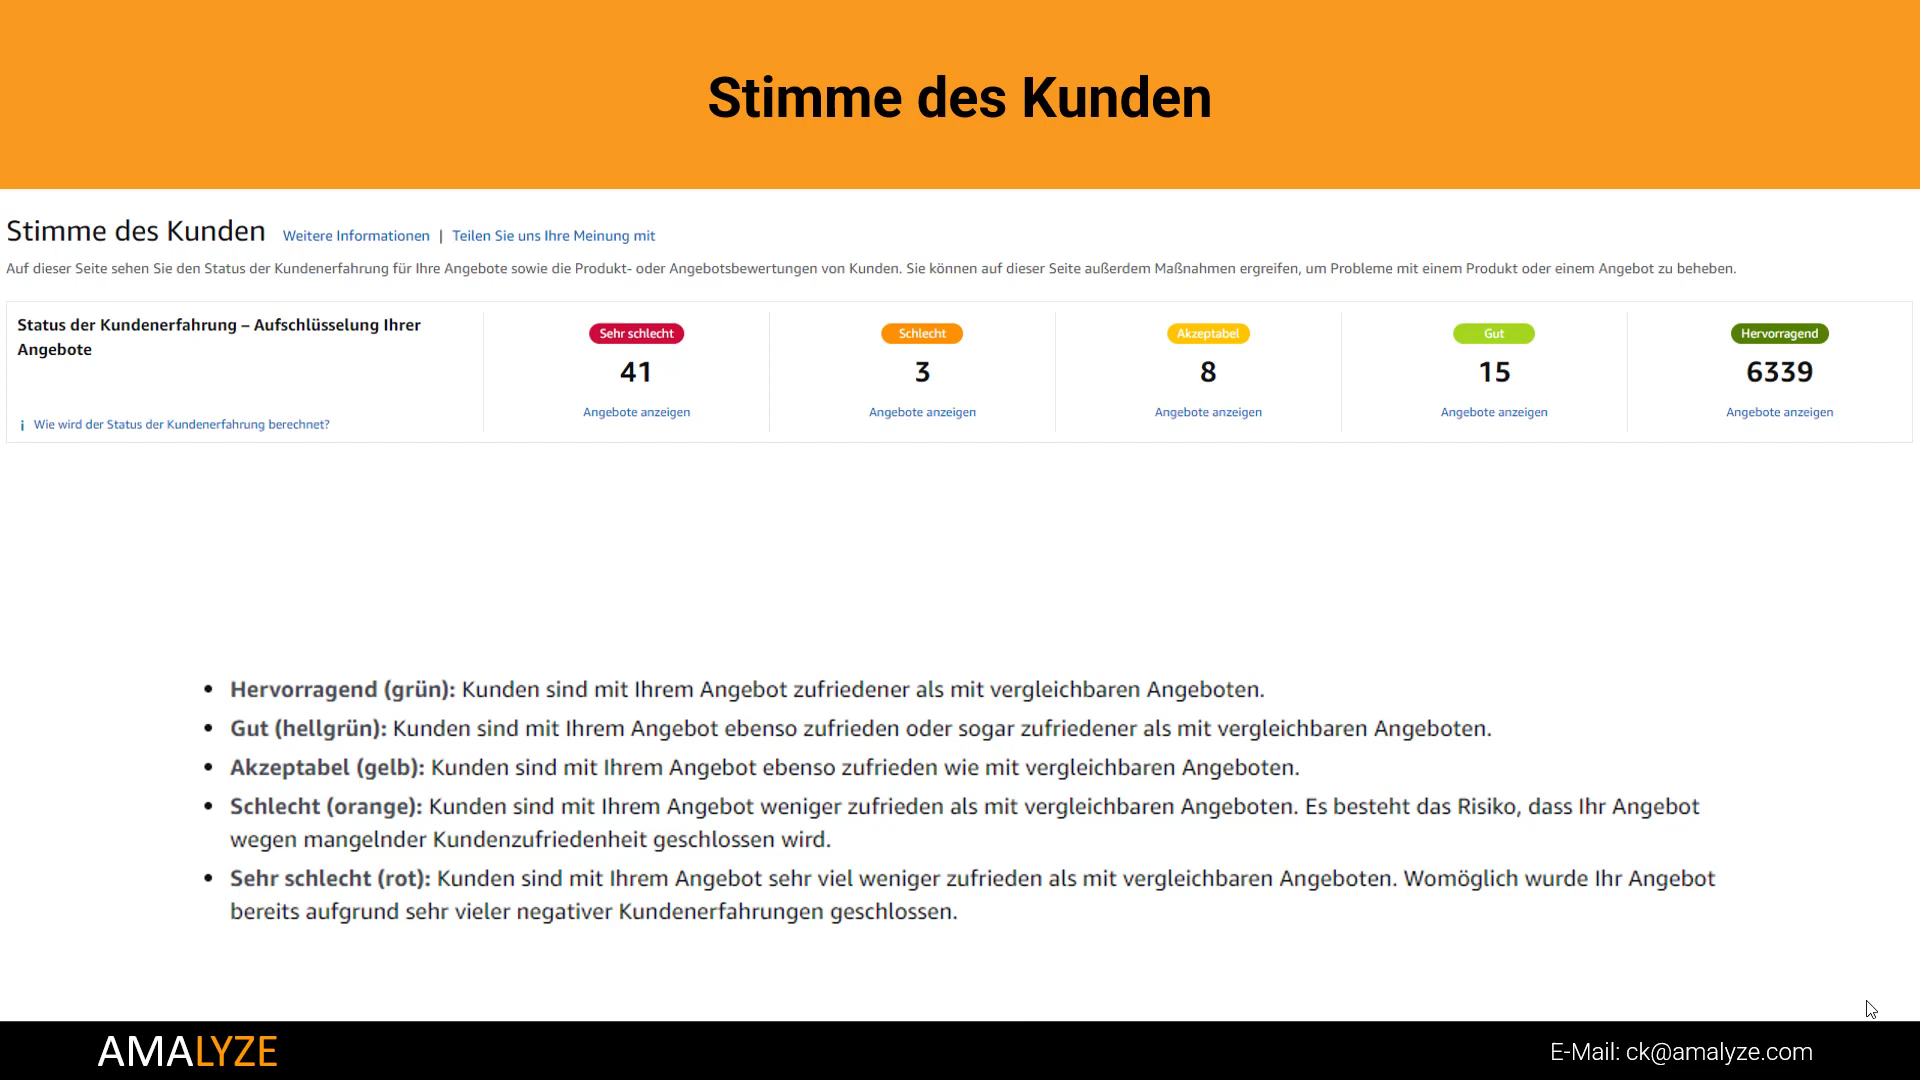 Stimme des Kunden
Stimme des Kunden Weitere Informationen | Teilen Sie uns Ihre Meinung mit
Auf dieser Seite sehen Sie den Status der Kundenerfahrung für Ihre Angebote sowie die Produkt- oder Angebotsbewertungen von Kunden. Sie können auf dieser Seite außerdem Maßnahmen ergreifen, um Probleme mit einem Produkt oder einem Angebot zu beheben.
Status der Kundenerfahrung – Aufschlüsselung Ihrer
Angebote
i Wie wird der Status der Kundenerfahrung berechnet?
Sehr schlecht
41
Angebote anzeigen
Schlecht
3
Angebote anzeigen
Akzeptabel
8
Angebote anzeigen
Gut
15
Angebote anzeigen
Hervorragend
6339
Angebote anzeigen
• Hervorragend (grün): Kunden sind mit Ihrem Angebot zufriedener als mit vergleichbaren Angeboten.
• Gut (hellgrün): Kunden sind mit Ihrem Angebot ebenso zufrieden oder sogar zufriedener als mit vergleichbaren Angeboten.
• Akzeptabel (gelb): Kunden sind mit Ihrem Angebot ebenso zufrieden wie mit vergleichbaren Angeboten.
• Schlecht (orange): Kunden sind mit Ihrem Angebot weniger zufrieden als mit vergleichbaren Angeboten. Es besteht das Risiko, dass Ihr Angebot
wegen mangelnder Kundenzufriedenheit geschlossen wird.
• Sehr schlecht (rot): Kunden sind mit Ihrem Angebot sehr viel weniger zufrieden als mit vergleichbaren Angeboten. Womöglich wurde Ihr Angebot
bereits aufgrund sehr vieler negativer Kundenerfahrungen geschlossen.
AMALYZE
E-Mail: ck@amalyze.com